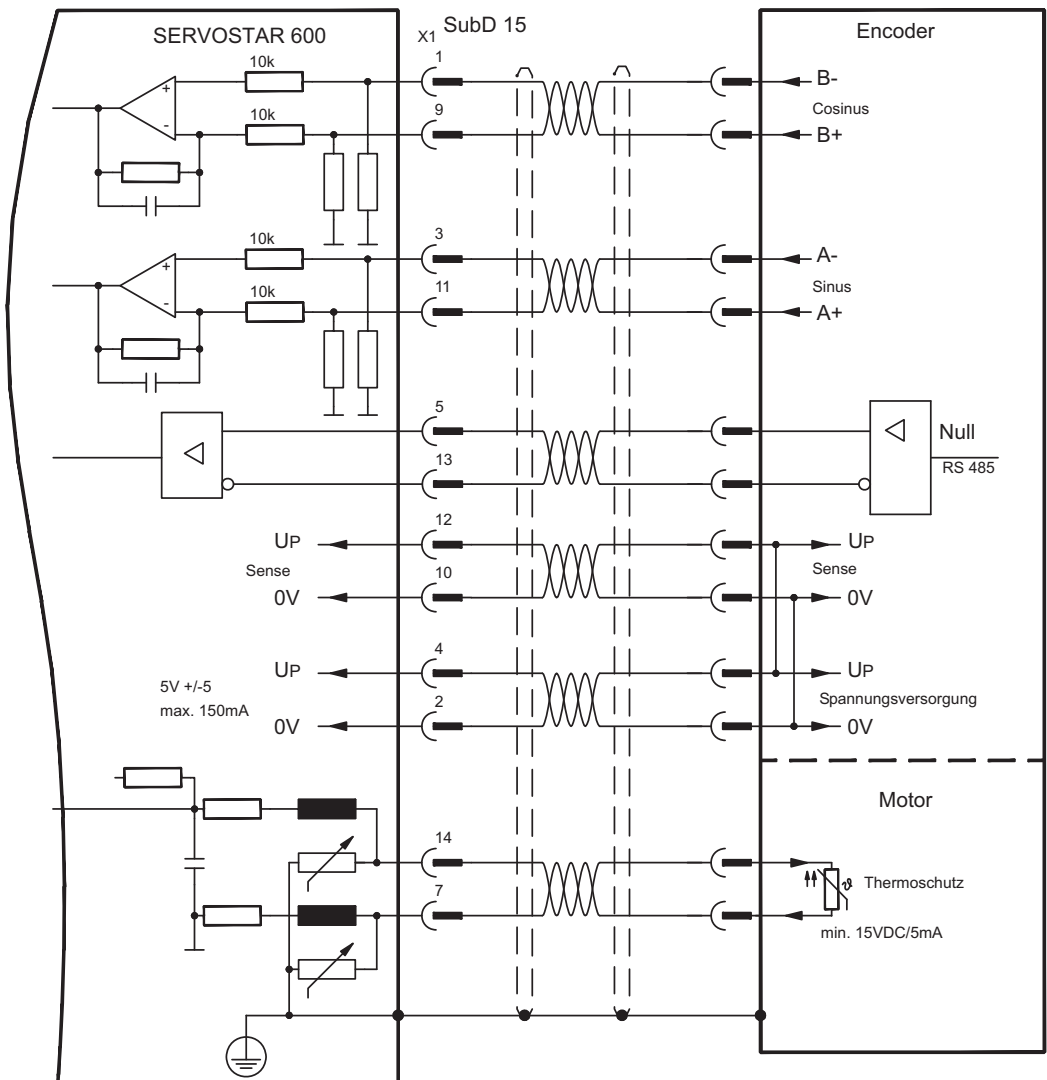 SERVOSTAR 600
X1 SubD 15
Encoder
10k
1
B-
Cosinus
10k
9
B+
+
-
10k
3
A-
Sinus
10k
11
A+
+
-
5
Null
13
RS 485
UP
12
UP
Sense
Sense
0V
10
0V
UP
4
UP
5V +/-5
max. 150mA
Spannungsversorgung
0V
2
0V
Motor
14
ϑ Thermoschutz
7
min. 15VDC/5mA